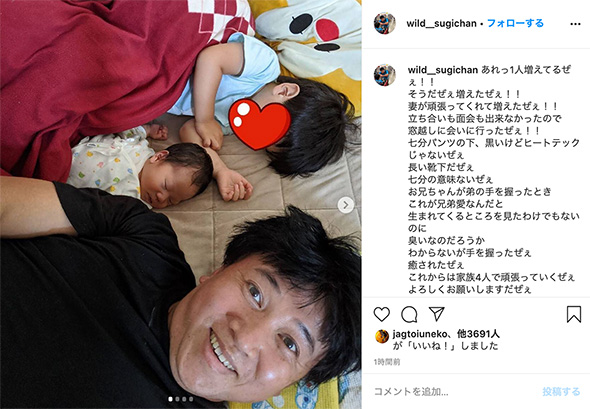 wild__sugichan • フォローする
wild__sugichan あれっ1人増えてるぜ
ぇ！！
そうだぜぇ増えたぜぇ！！
妻が頑張ってくれて増えたぜぇ！！
立ち合いも面会も出来なかったので
窓越しに会いに行ったぜぇ！！
七分パンツの下、黒いけどヒートテック
じゃないぜぇ
長い靴下だぜぇ
七分の意味ないぜぇ
お兄ちゃんが弟の手を握ったとき
これが兄弟愛なんだと
生まれてくるところを見たわけでもない
のに
臭いなのだろうか
わからないが手を握ったぜぇ
癒されたぜぇ
これからは家族4人で頑張っていくぜぇ
よろしくお願いしますだぜぇ
jagtoiuneko、他3691人
が「いいね！」しました
1時間前
コメントを追加...
投稿する